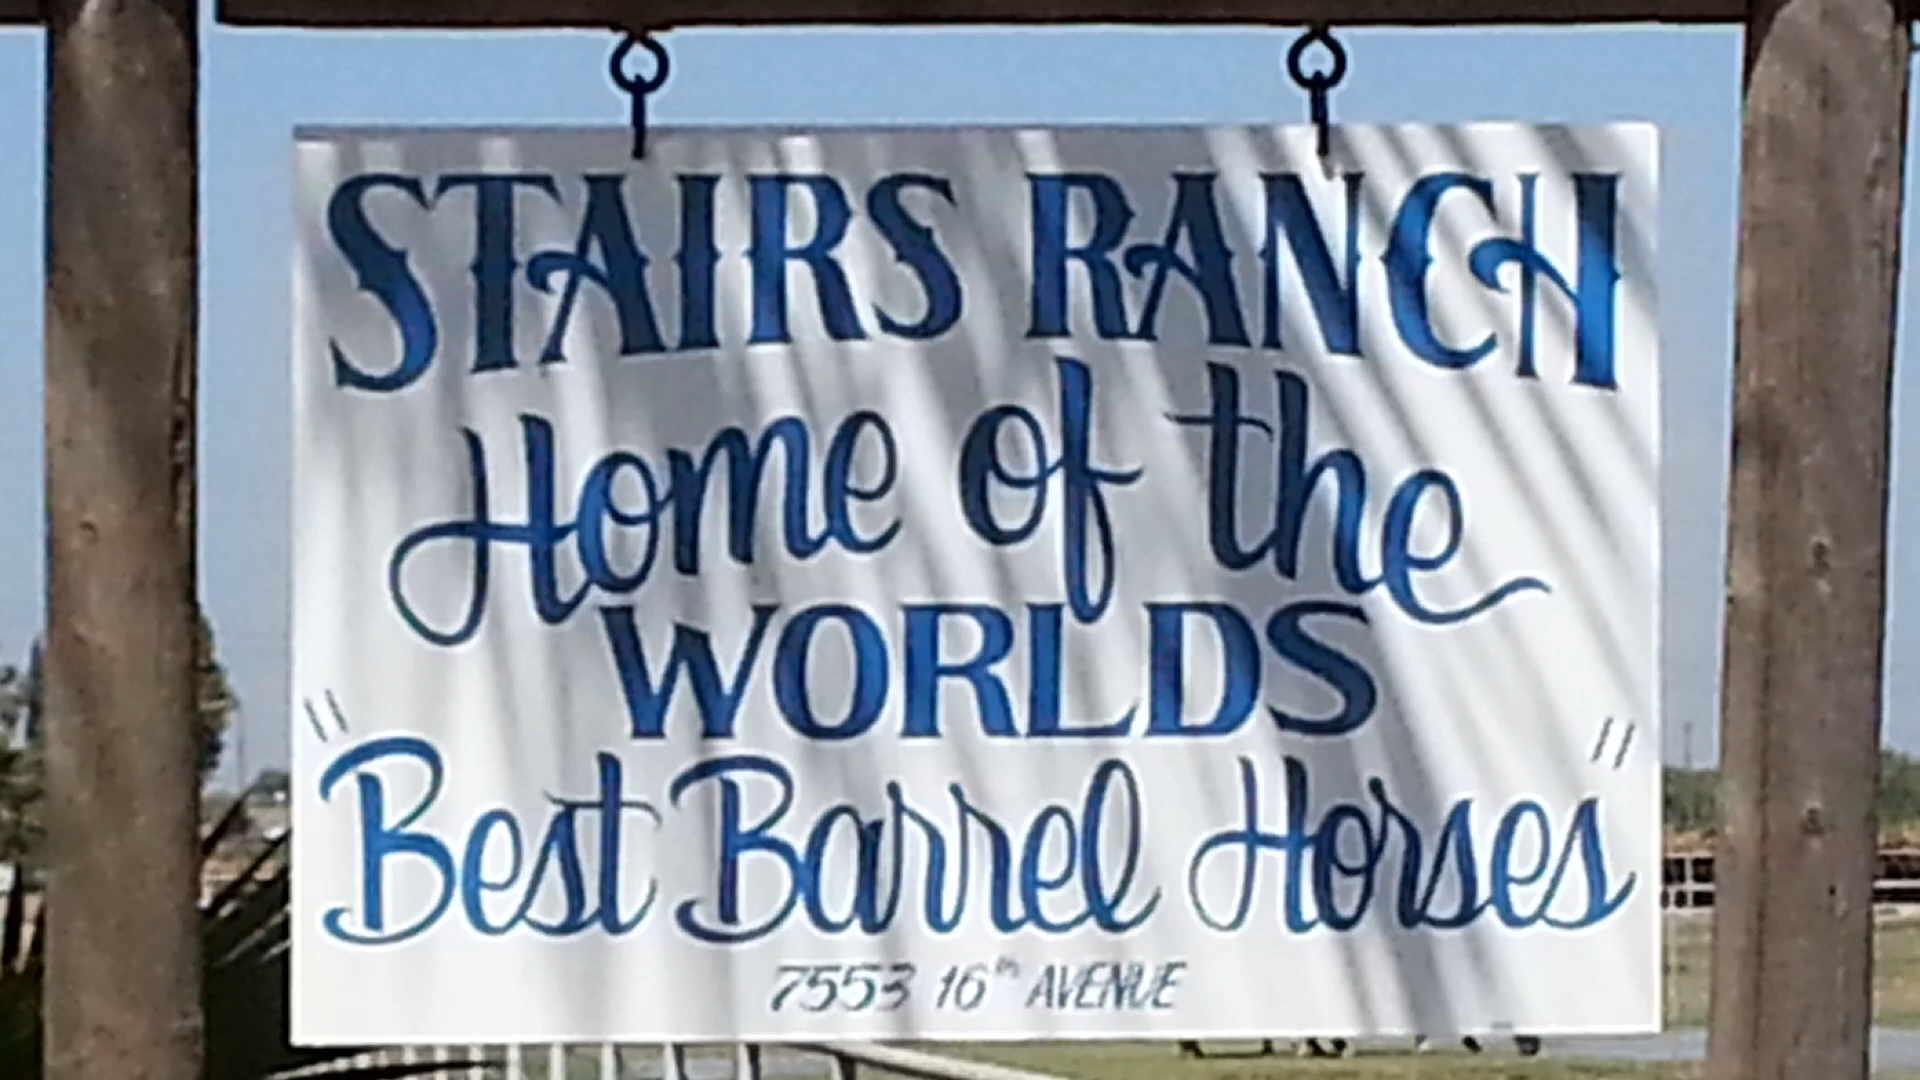 STAIRS RANCH
Home of the
WORLDS
"Best Barrel Horses"
7553 16th AVENUE